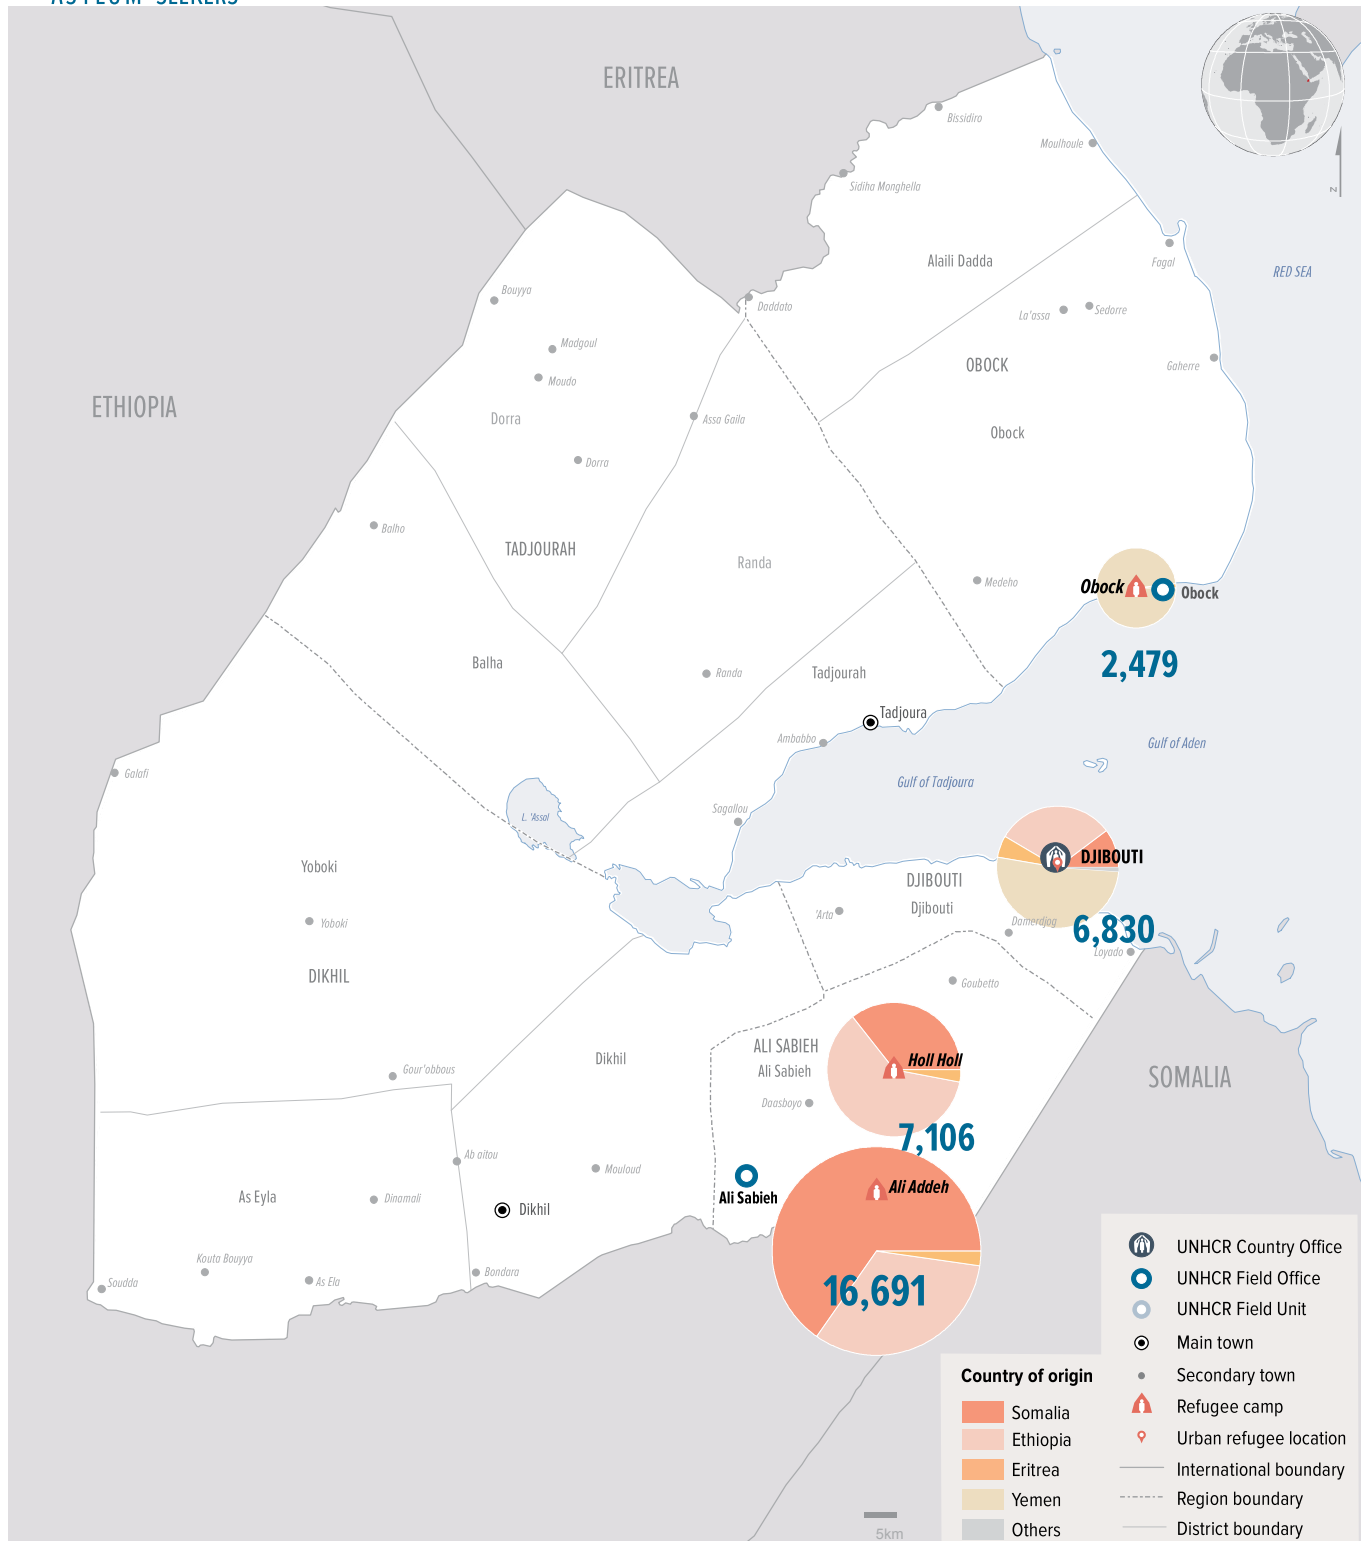 ASYLUM SEEKERS
ERITREA
Bissidiro
Moulhoule
Sidiha Monghella
N
Alaili Dadda
Fagal
RED SEA
Bouyya
Daddato
La'assa
Sedorre
Madgoul
OBOCK
Gaherre
Moudo
ETHIOPIA
Dorra
Assa Gaila
Obock
Dorra
Balho
TADJOURAH
Randa
Medeho
Obock
Obock
Balha
2,479
Randa
Tadjourah
Tadjoura
Ambabbo
Gulf of Aden
Galafi
Gulf of Tadjoura
Sagallou
L. 'Assal
DJIBOUTI
Yoboki
DJIBOUTI
Djibouti
'Arta
Yoboki
Damerdjog
6,830
Loyado
DIKHIL
Goubetto
ALI SABIEH
Dikhil
Holl Holl
Gour'obbous
Ali Sabieh
SOMALIA
Daasboyo
7,106
Ab aitou
Mouloud
As Eyla
Dinamali
Ali Sabieh
Ali Addeh
Dikhil
Kouta Bouyya
Bondara
Soudda
As Ela
16,691
UNHCR Country Office
UNHCR Field Office
UNHCR Field Unit
Main town
Secondary town
Refugee camp
Urban refugee location
International boundary
Region boundary
District boundary
Country of origin
Somalia
Ethiopia
Eritrea
Yemen
Others
5km